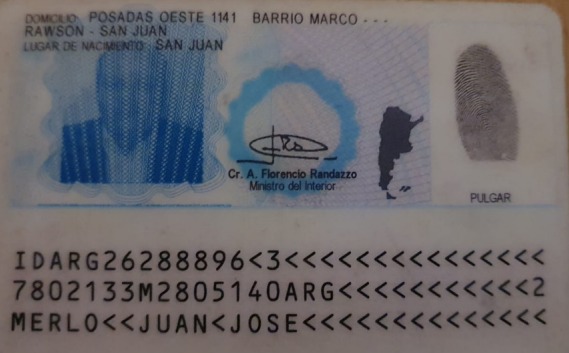 DOMICILIO: POSADAS OESTE 1141 BARRIO MARCO - - -
RAWSON - SAN JUAN
LUGAR DE NACIMIENTO: SAN JUAN
Cr. A. Florencio Randazzo
Ministro del Interior
PULGAR
IDARG26288896<3<<<<<<<<<<<<<<<
7802133M2805140ARG<<<<<<<<<<<2
MERLO<<JUAN<JOSE<<<<<<<<<<<<<<